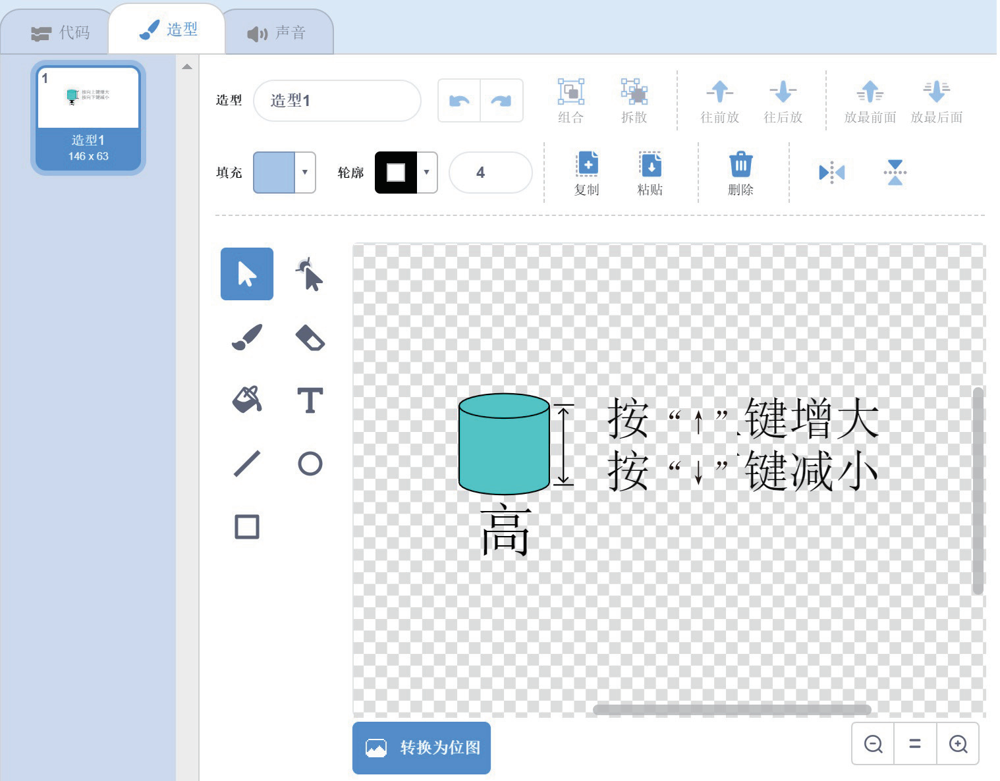 代码
造型
声音
1
造型1
146 x 63
造型
造型1
组合
拆散
往前放
往后放
放最前面
放最后面
填充
轮廓
4
复制
粘贴
删除
T
按“↑”键增大
按“↓”键减小
高
转换为位图